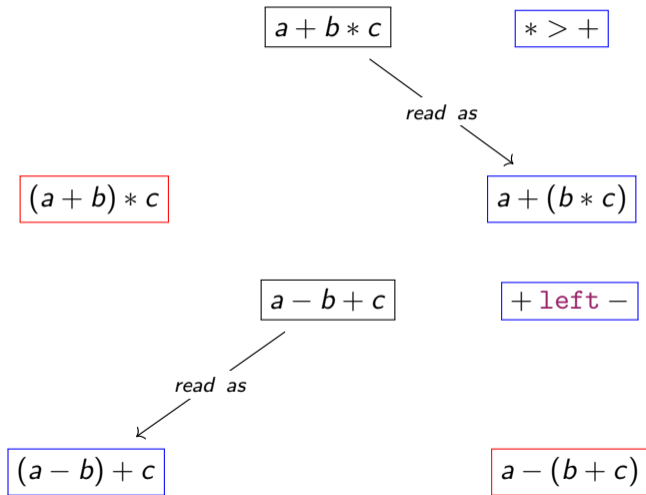 a + b ∗ c
∗ > +
read as
(a + b) ∗ c
a + (b ∗ c)
a − b + c
+ left −
read as
(a − b) + c
a − (b + c)